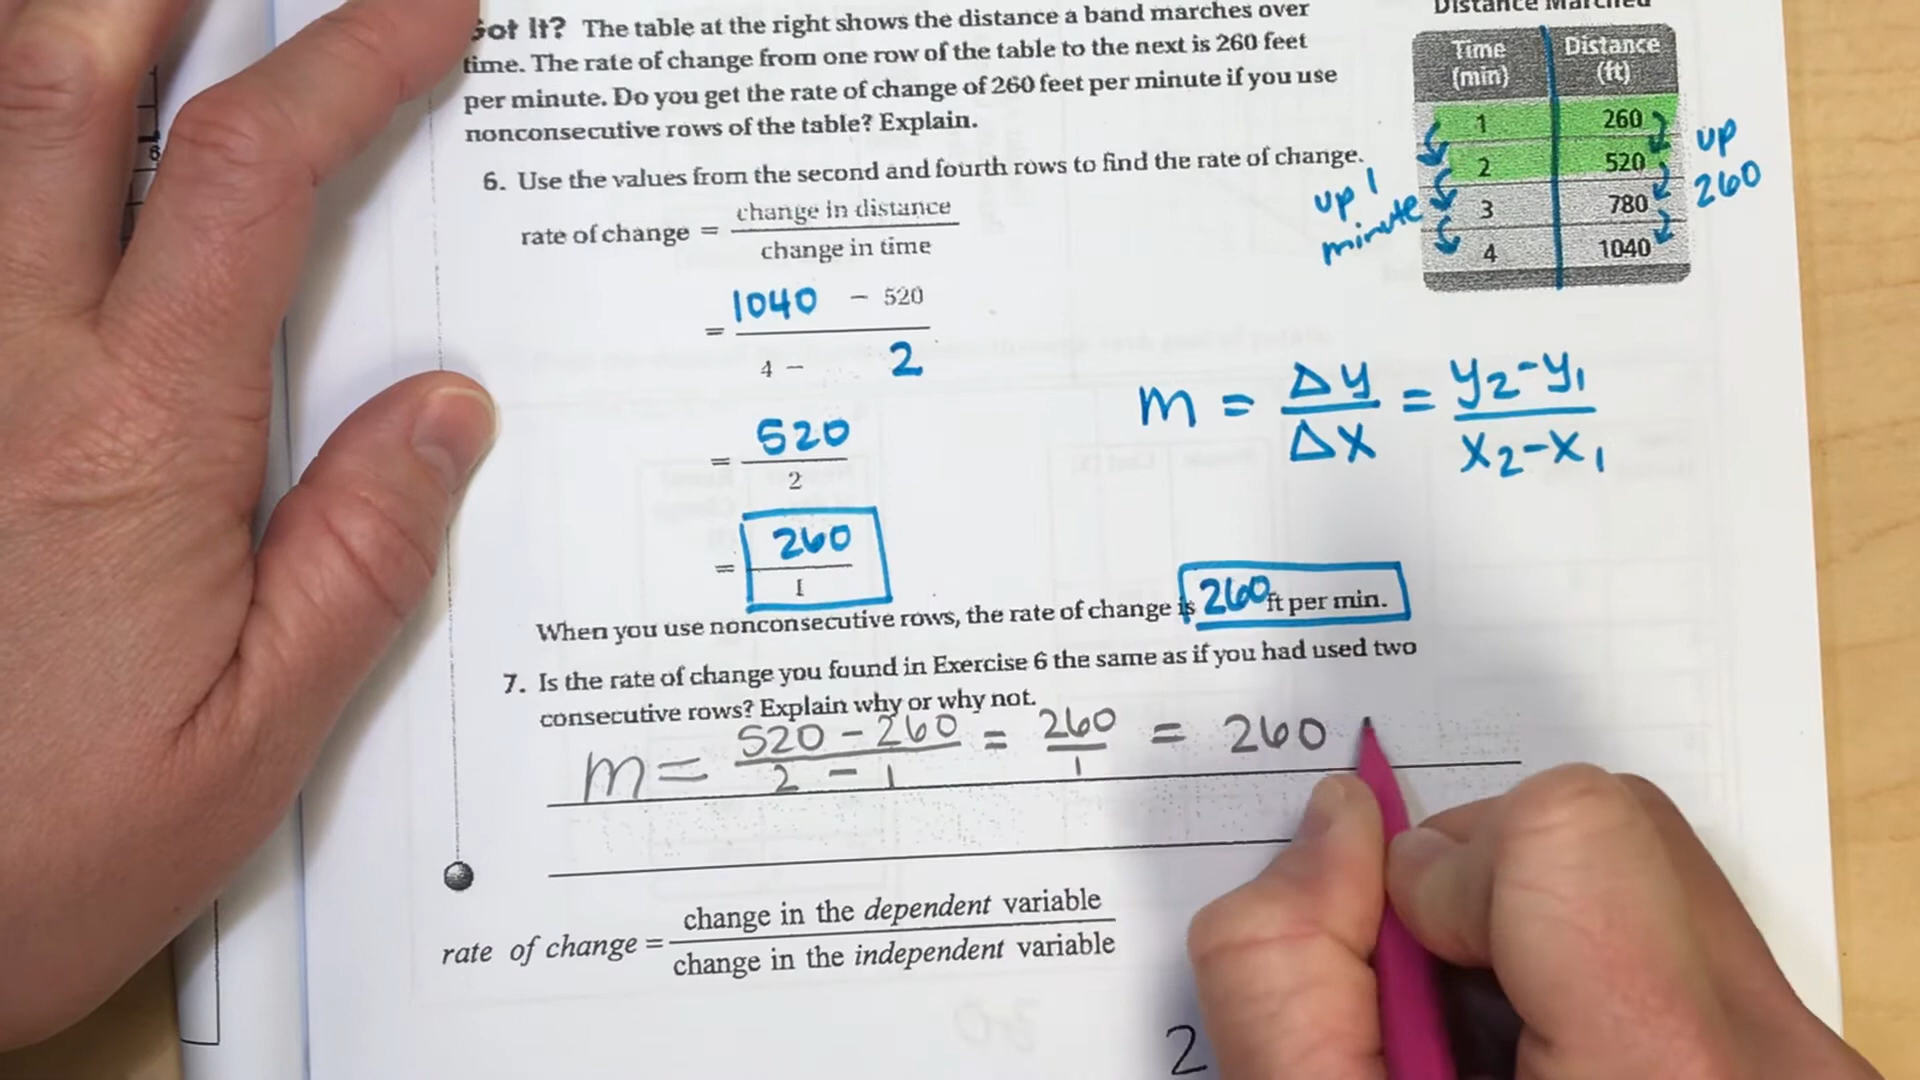 Got It? The table at the right shows the distance a band marches over
time. The rate of change from one row of the table to the next is 260 feet
per minute. Do you get the rate of change of 260 feet per minute if you use
nonconsecutive rows of the table? Explain.
6. Use the values from the second and fourth rows to find the rate of change.
rate of change = change in distance
change in time
= 1040 - 520
4 - 2
= 520
2
= 260
1
When you use nonconsecutive rows, the rate of change is 260 ft per min.
7. Is the rate of change you found in Exercise 6 the same as if you had used two
consecutive rows? Explain why or why not.
m = 520 - 260 = 260 = 260
2 - 1 1
rate of change = change in the dependent variable
change in the independent variable
2
Distance Marched
Time (min) Distance (ft)
1 260
2 520
3 780
4 1040
up 1
minute
up
260
m = Δy = y₂-y₁
Δx x₂-x₁
6